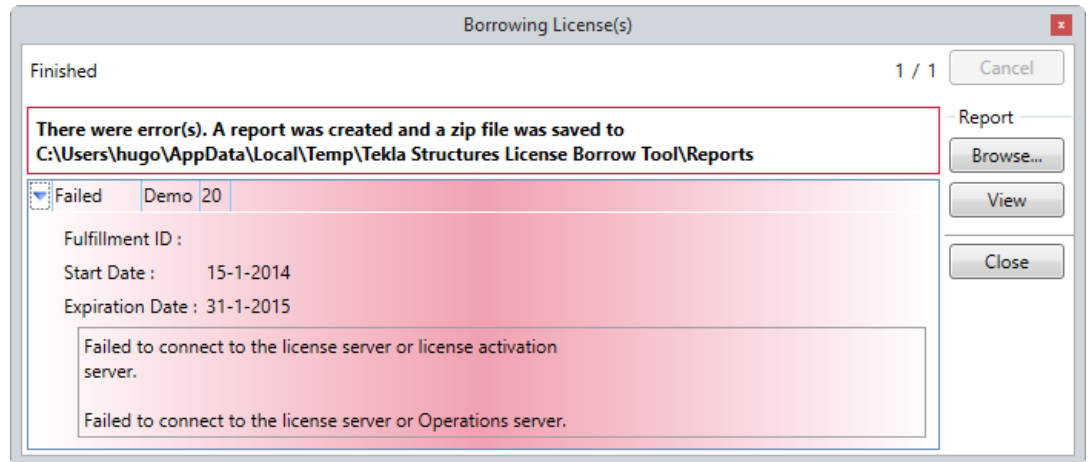 Borrowing License(s)
x
Finished 1 / 1 Cancel
There were error(s). A report was created and a zip file was saved to
C:\Users\hugo\AppData\Local\Temp\Tekla Structures License Borrow Tool\Reports
Report
Browse...
View
Close
Failed Demo 20
Fulfillment ID :
Start Date : 15-1-2014
Expiration Date : 31-1-2015
Failed to connect to the license server or license activation
server.
Failed to connect to the license server or Operations server.